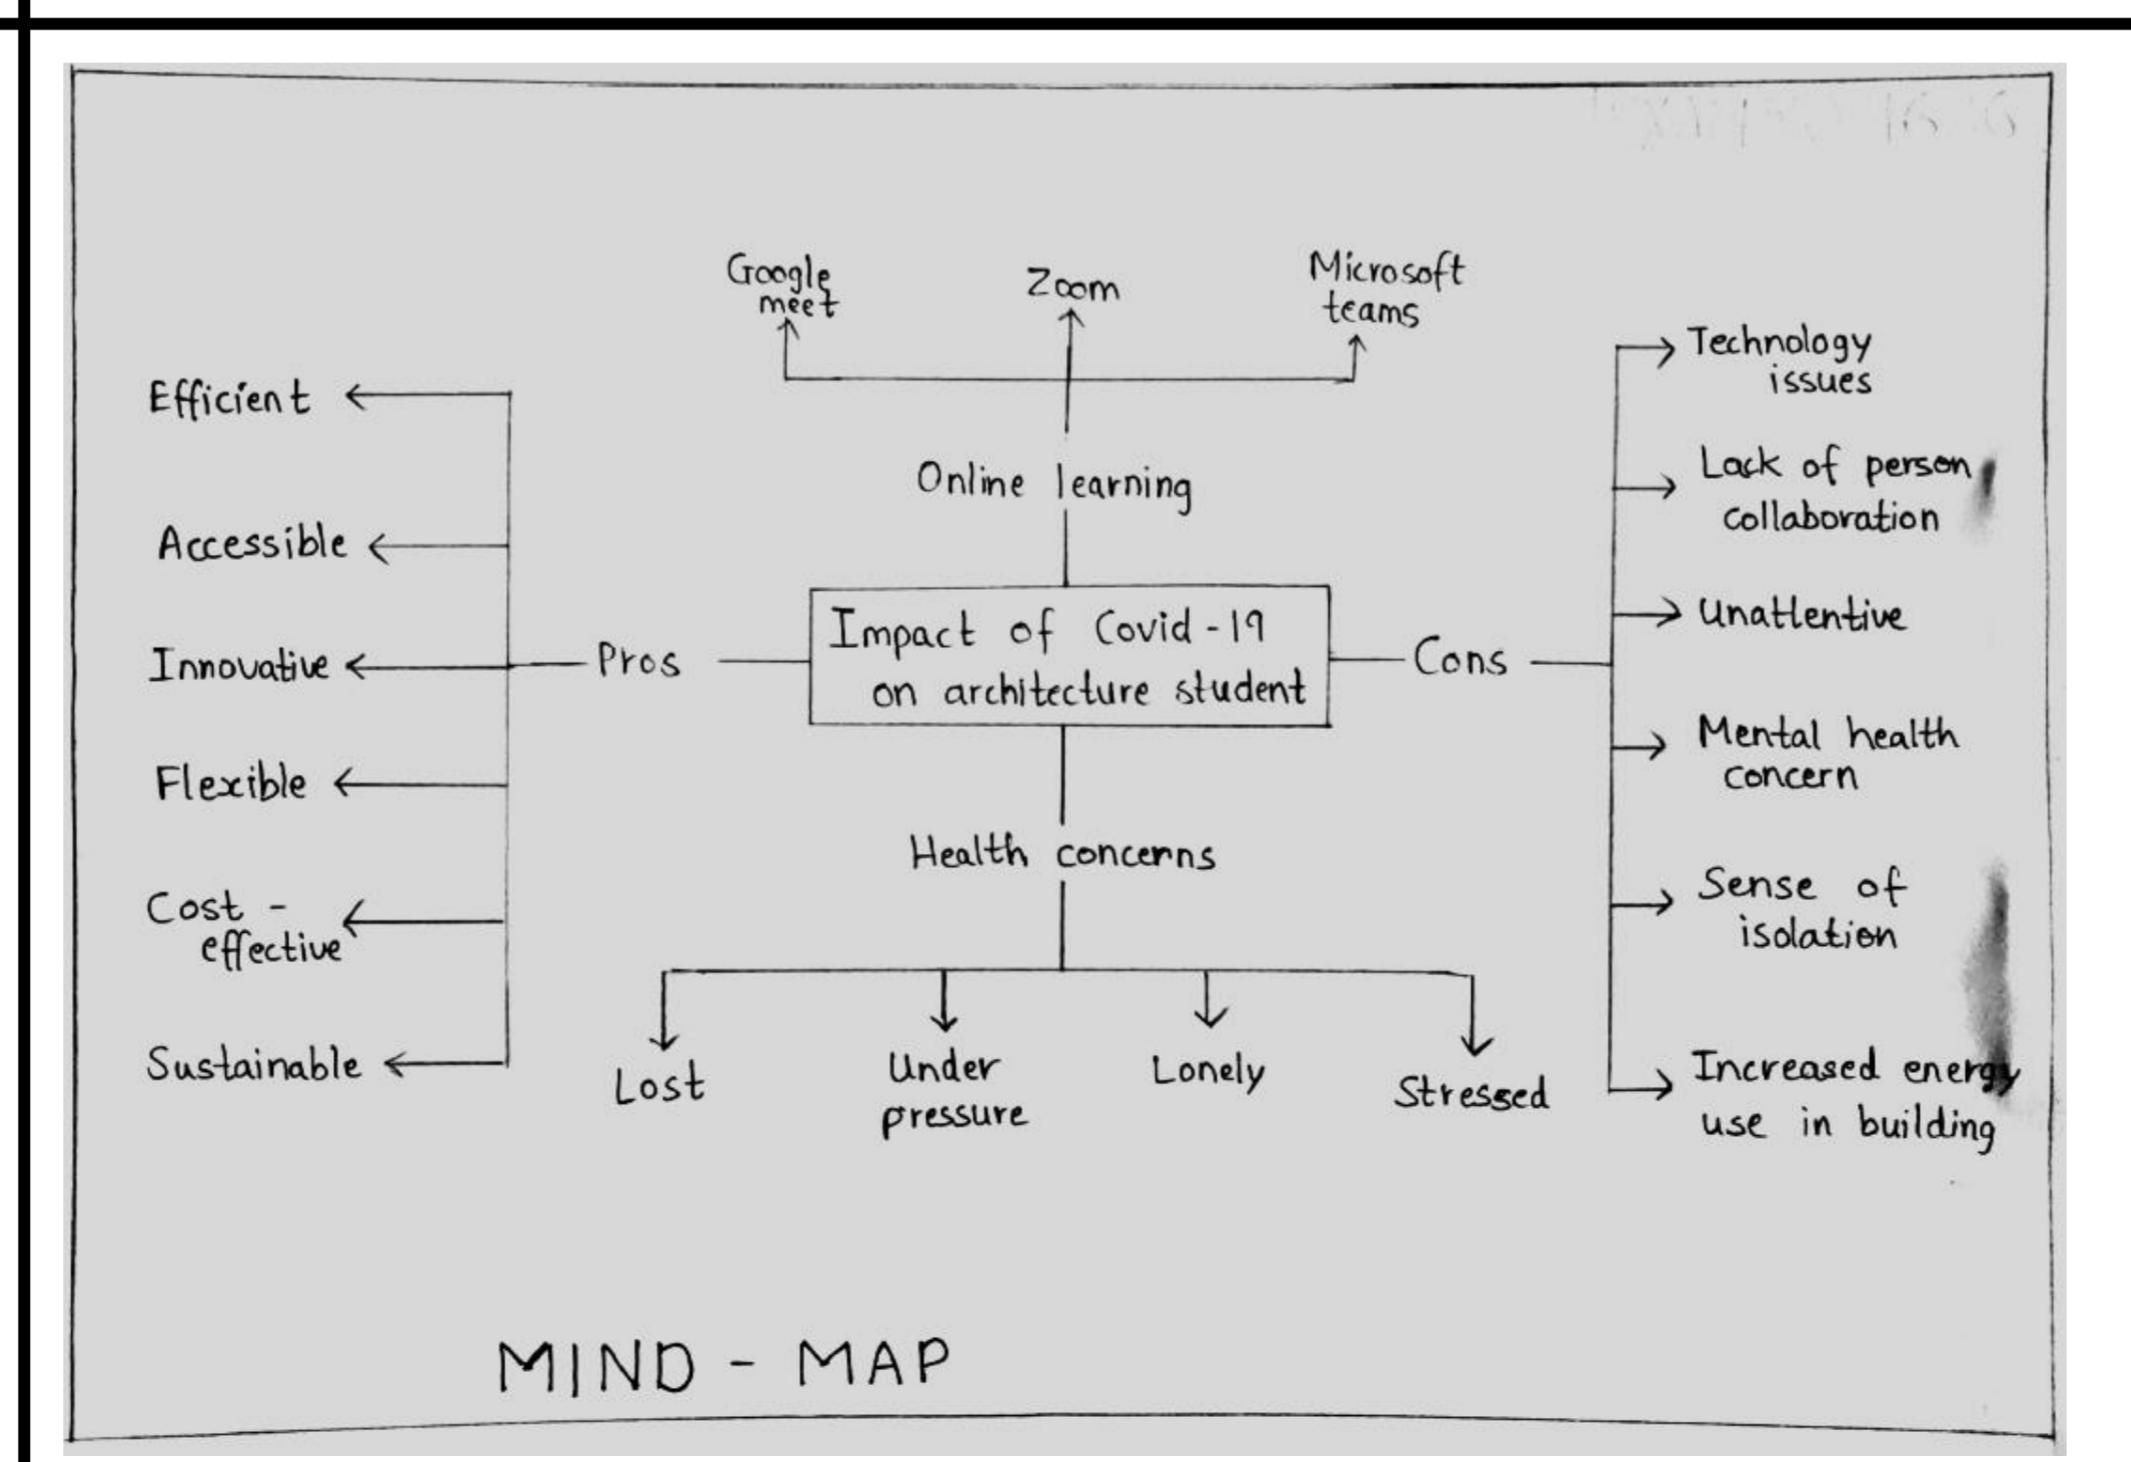 Google
meet
Zoom
Microsoft
teams
Online learning
Impact of Covid-19
on architecture student
Pros
Efficient
Accessible
Innovative
Flexible
Cost -
effective
Sustainable
Cons
Technology
issues
Lack of person
collaboration
Unattentive
Mental health
concern
Sense of
isolation
Increased energy
use in building
Health concerns
Lost
Under
pressure
Lonely
Stressed
MIND - MAP